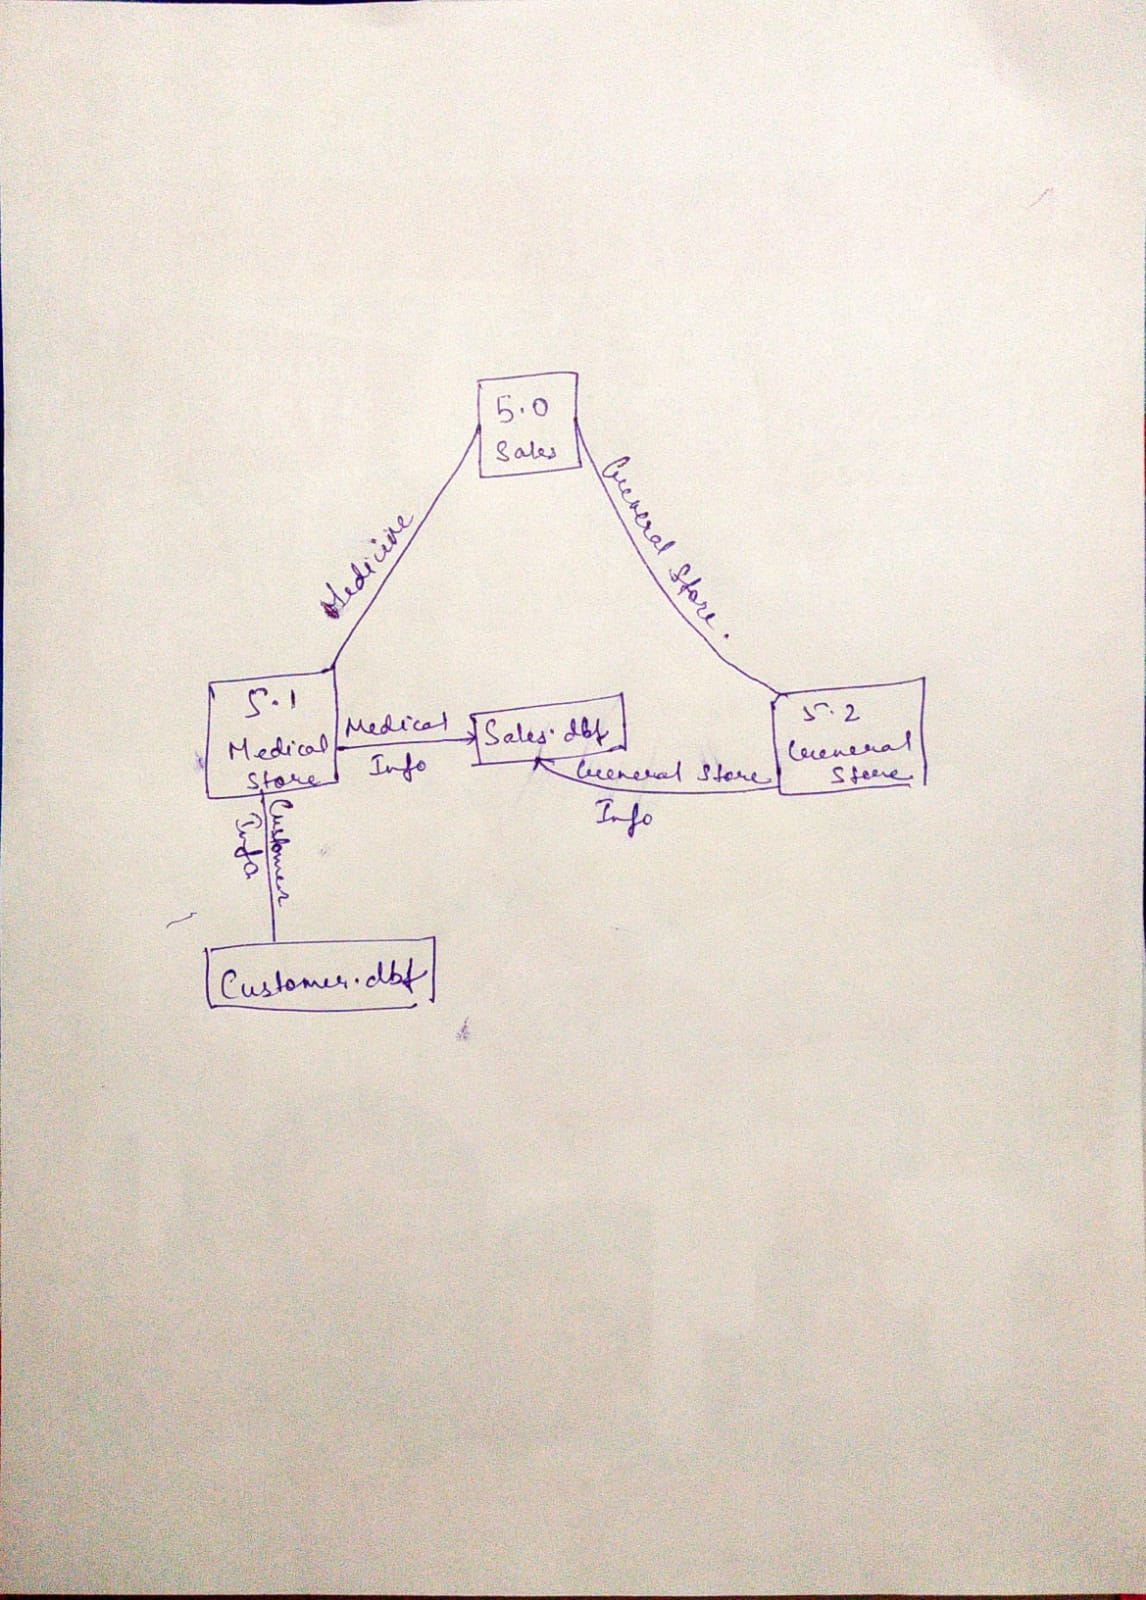 5.0
Sales
Medicine
General Store.
5.1
Medical
Store
Medical
Info
Sales.dbf
General Store
Info
5.2
General
Store
Customer
Info
Customer.dbf